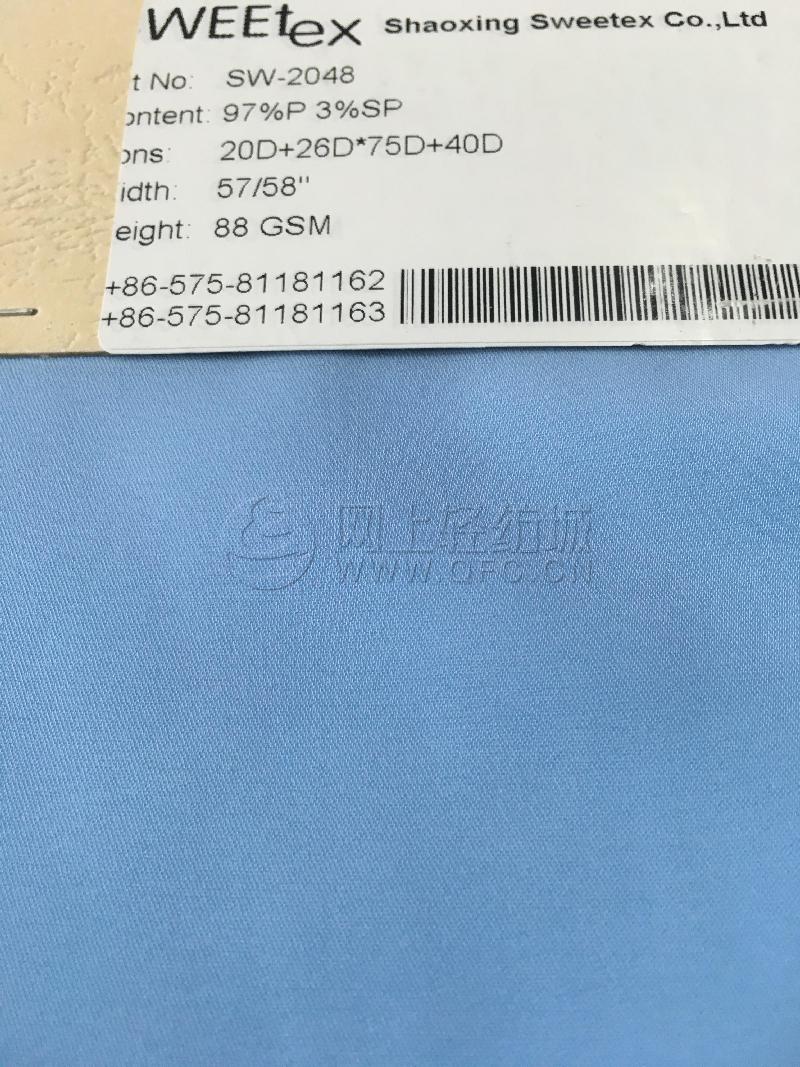 WEEtex Shaoxing Sweetex Co.,Ltd
t No: SW-2048
ontent: 97%P 3%SP
ons: 20D+26D*75D+40D
idth: 57/58"
eight: 88 GSM
+86-575-81181162
+86-575-81181163
网上轻纺城
WWW.QFC.CN